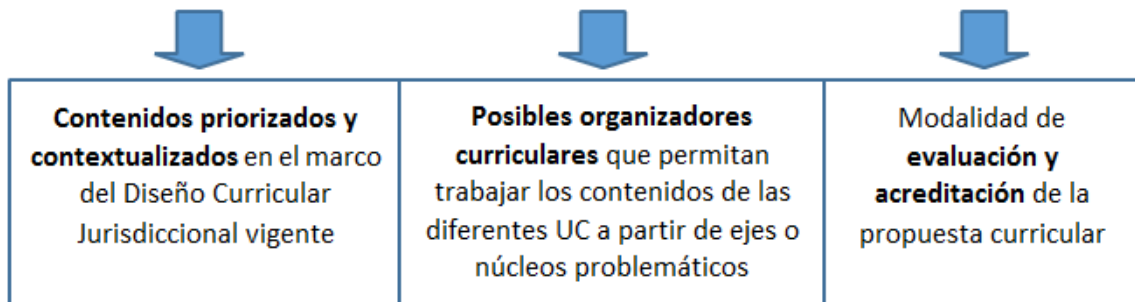 Contenidos priorizados y
contextualizados en el marco
del Diseño Curricular
Jurisdiccional vigente
Posibles organizadores
curriculares que permitan
trabajar los contenidos de las
diferentes UC a partir de ejes o
núcleos problemáticos
Modalidad de
evaluación y
acreditación de la
propuesta curricular